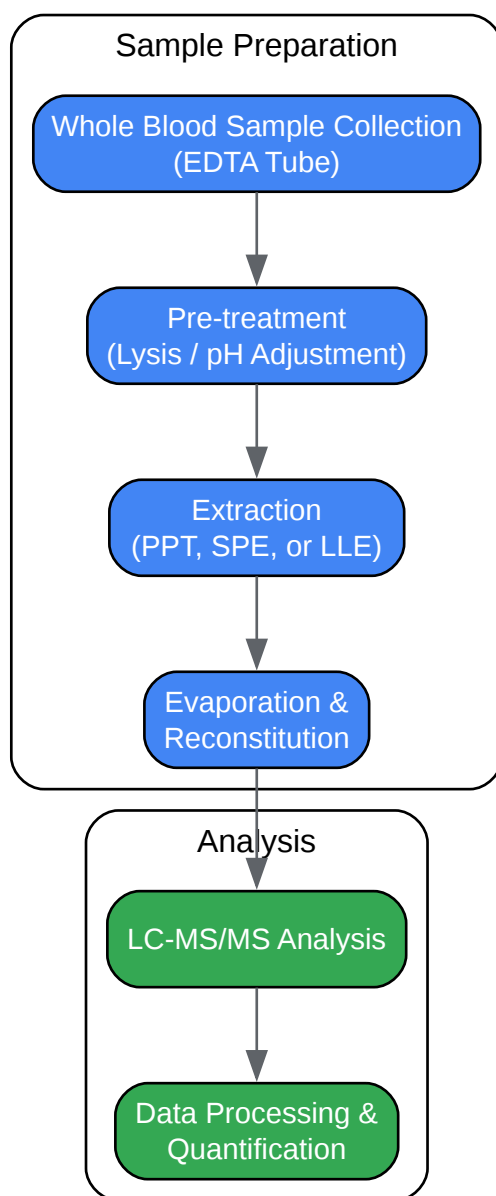 Sample Preparation
Whole Blood Sample Collection
(EDTA Tube)
Pre-treatment
(Lysis / pH Adjustment)
Extraction
(PPT, SPE, or LLE)
Evaporation &
Reconstitution
Analysis
LC-MS/MS Analysis
Data Processing &
Quantification